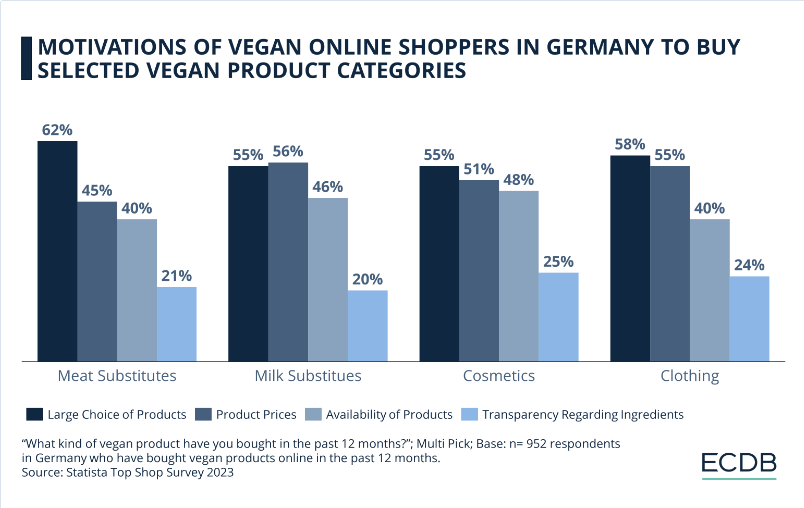 MOTIVATIONS OF VEGAN ONLINE SHOPPERS IN GERMANY TO BUY
SELECTED VEGAN PRODUCT CATEGORIES
62%
45%
40%
21%
55%
56%
46%
20%
55%
51%
48%
25%
58%
55%
40%
24%
Meat Substitutes
Milk Substitues
Cosmetics
Clothing
Large Choice of Products
Product Prices
Availability of Products
Transparency Regarding Ingredients
“What kind of vegan product have you bought in the past 12 months?”; Multi Pick; Base: n= 952 respondents
in Germany who have bought vegan products online in the past 12 months.
Source: Statista Top Shop Survey 2023
ECDB